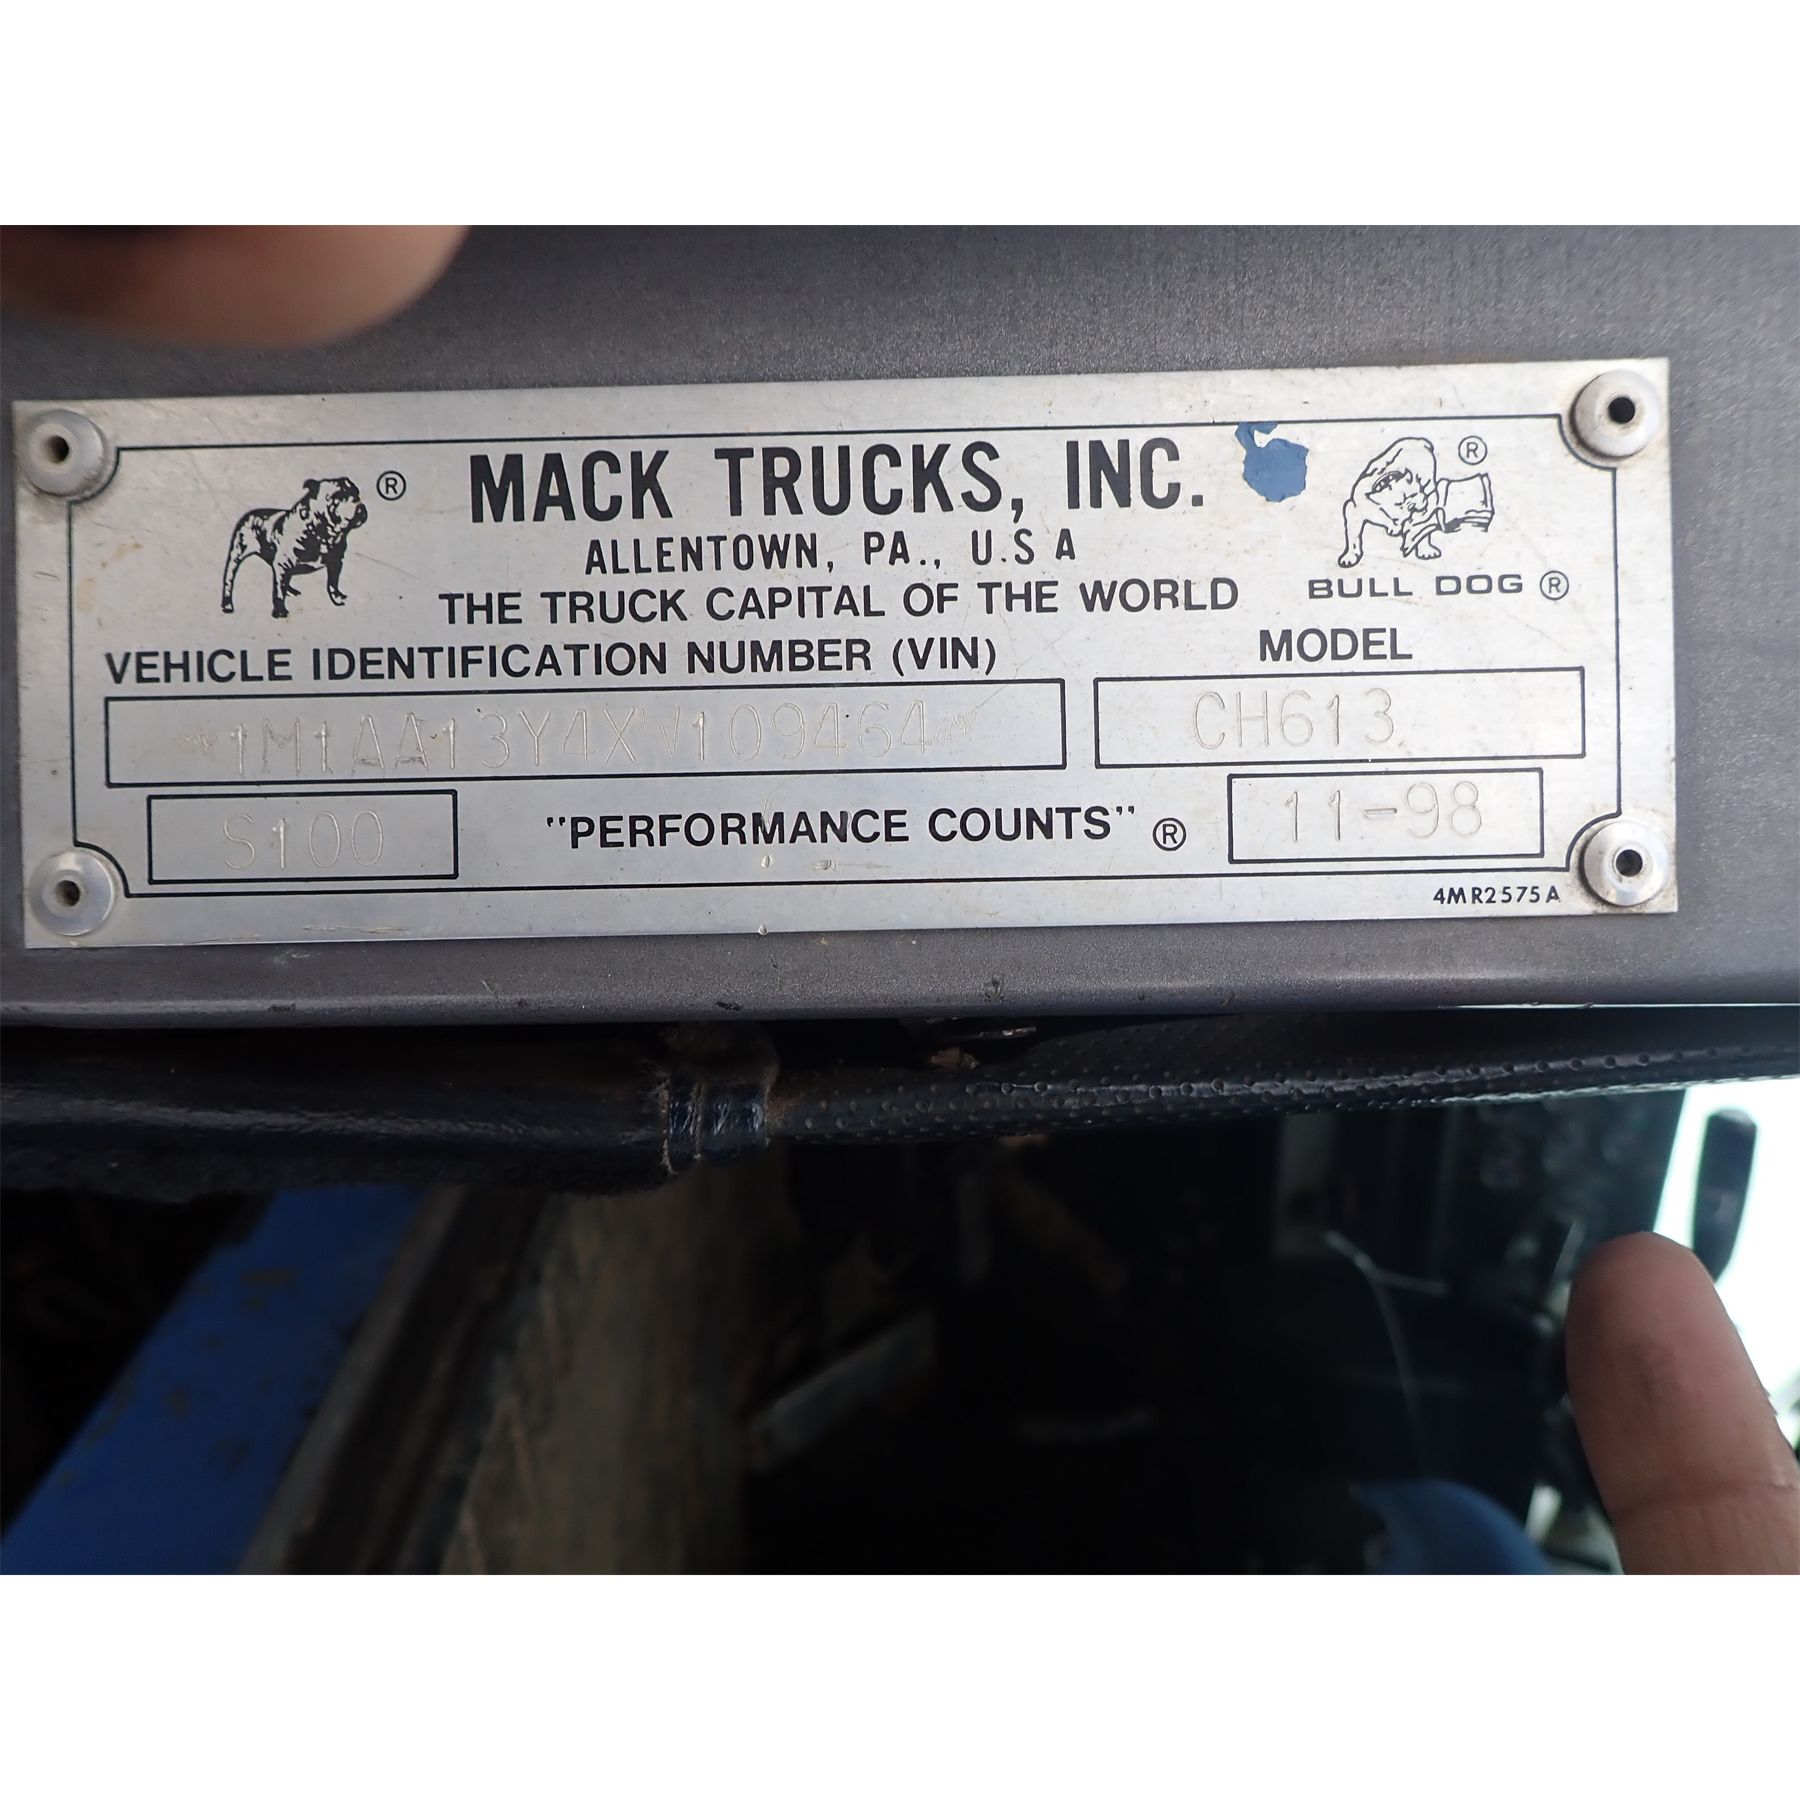 ® MACK TRUCKS, INC. ®
ALLENTOWN, PA., U.S A
THE TRUCK CAPITAL OF THE WORLD
BULL DOG ®
VEHICLE IDENTIFICATION NUMBER (VIN)
MODEL
1M1AA13Y4XW109464
CH613
S100
"PERFORMANCE COUNTS" ®
11-98
4MR2575A